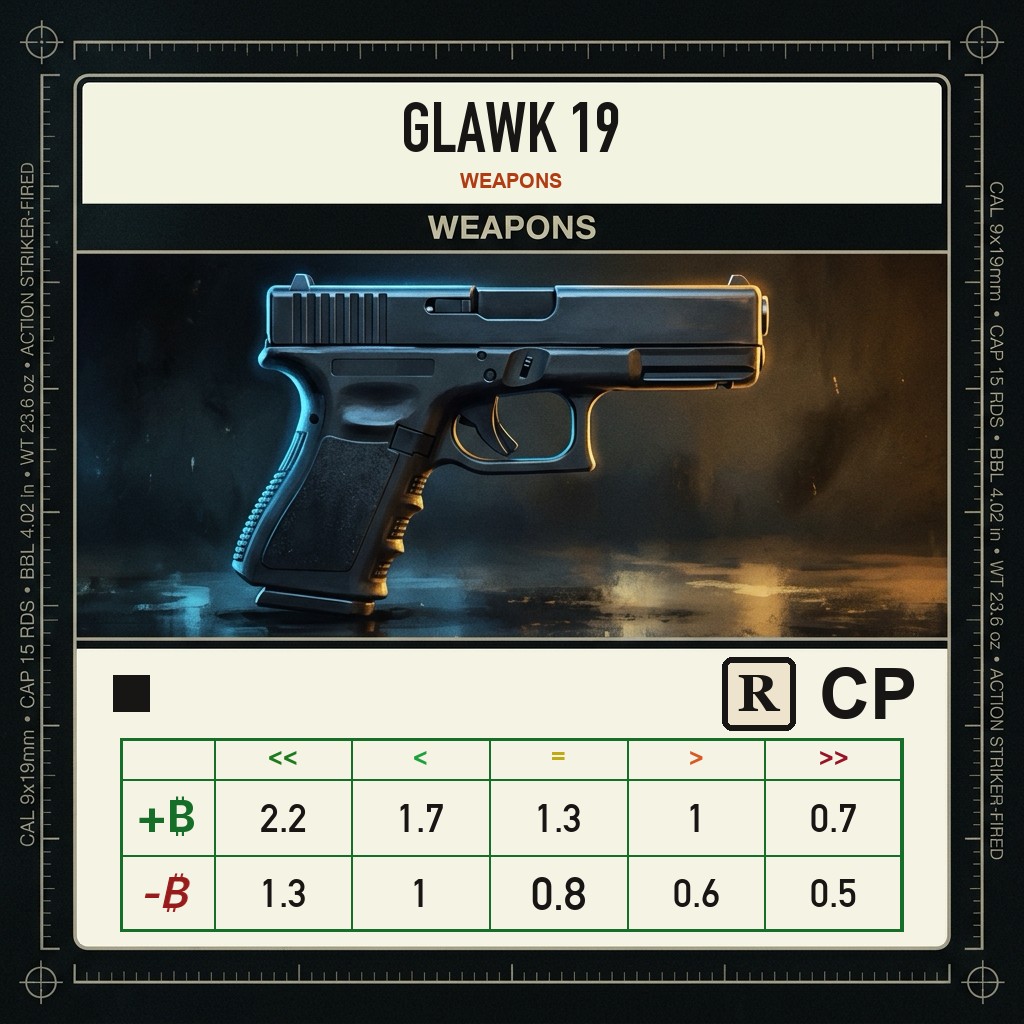 GLAWK 19
WEAPONS
WEAPONS
CAL 9x19mm • CAP 15 RDS • BBL 4.02 in • WT 23.6 oz • ACTION STRIKER-FIRED
CAL 9x19mm • CAP 15 RDS • BBL 4.02 in • WT 23.6 oz • ACTION STRIKER-FIRED
■ R CP
<< < = > >>
+₿ 2.2 1.7 1.3 1 0.7
-₿ 1.3 1 0.8 0.6 0.5